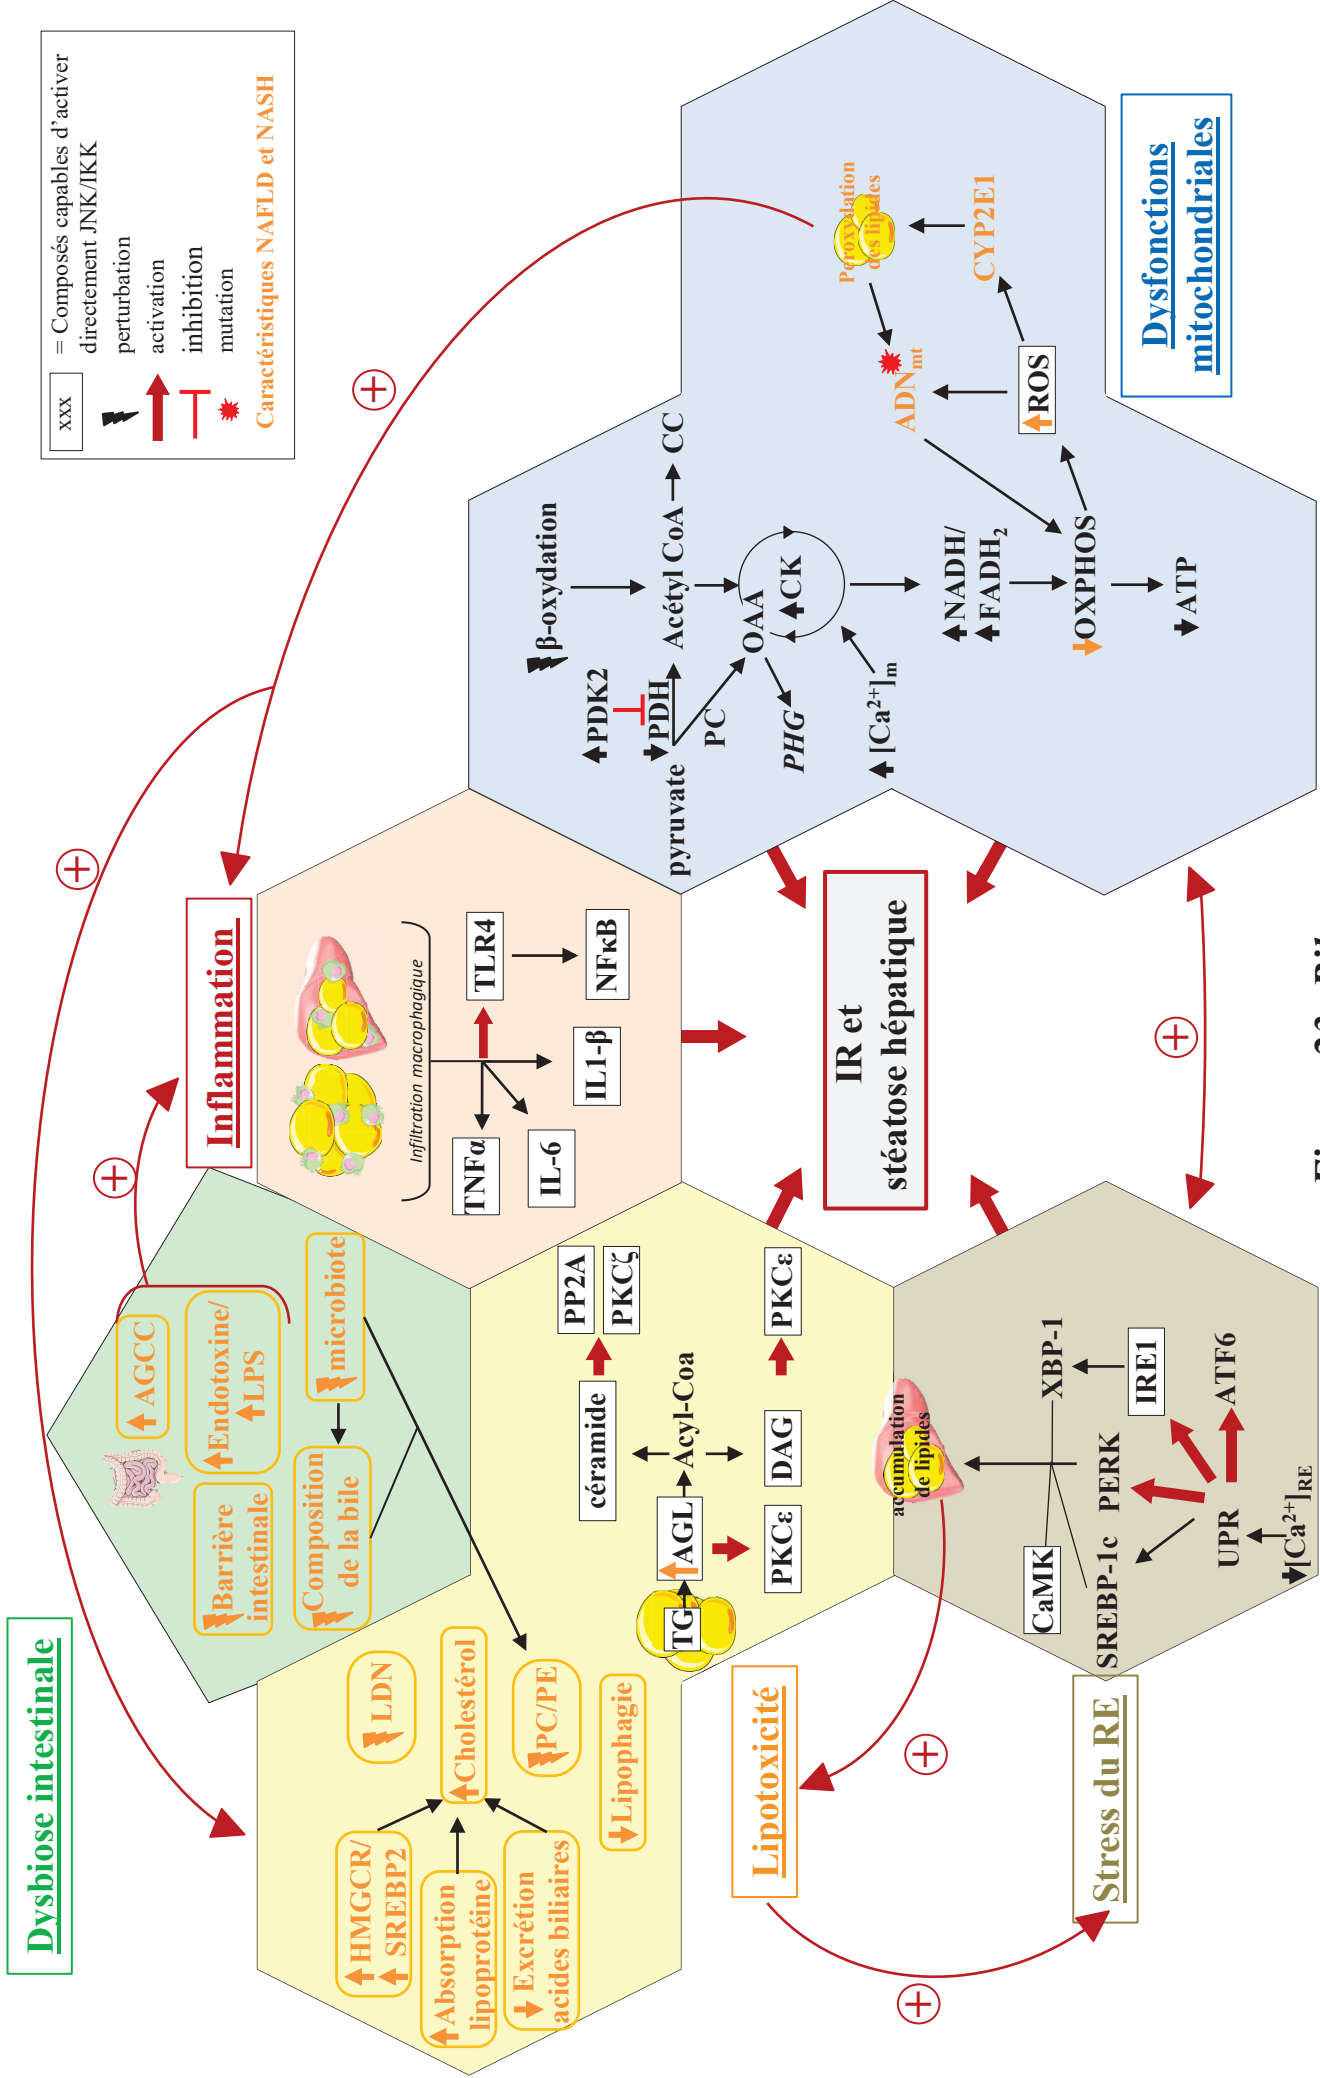 Dysbiose intestinale
= Composés capables d'activer
directement JNK/IKK
xxx
perturbation
activation
inhibition
mutation
Caractéristiques NAFLD et NASH
AGCC
Endotoxine/
LPS
Barrière
intestinale
microbiote
Composition
de la bile
Inflammation
Infiltration macrophagique
TNFα
TLR4
IL-6
IL1-β
NFκB
LDN
HMGCR/
SREBP2
Cholestérol
Absorption
lipoprotéine
PC/PE
Excrétion
acides biliaires
Lipophagie
PP2A
PKCζ
céramide
TG
AGL
Acyl-Coa
PKCε
DAG
PKCε
Lipotoxicité
β-oxydation
PDK2
PDH
pyruvate
Acétyl CoA
CC
PC
OAA
CK
PHG
[Ca²⁺]m
NADH/
FADH₂
OXPHOS
ATP
Peroxydation
des lipides
ADNmt
CYP2E1
ROS
Dysfonctions
mitochondriales
IR et
stéatose hépatique
accumulation
de lipides
CaMK
XBP-1
SREBP-1c
PERK
IRE1
UPR
ATF6
[Ca²⁺]RE
Stress du RE